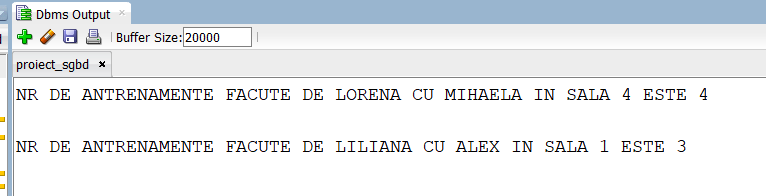 Dbms Output
Buffer Size: 20000
proiect_sgbd
NR DE ANTRENAMENTE FACUTE DE LORENA CU MIHAELA IN SALA 4 ESTE 4
NR DE ANTRENAMENTE FACUTE DE LILIANA CU ALEX IN SALA 1 ESTE 3